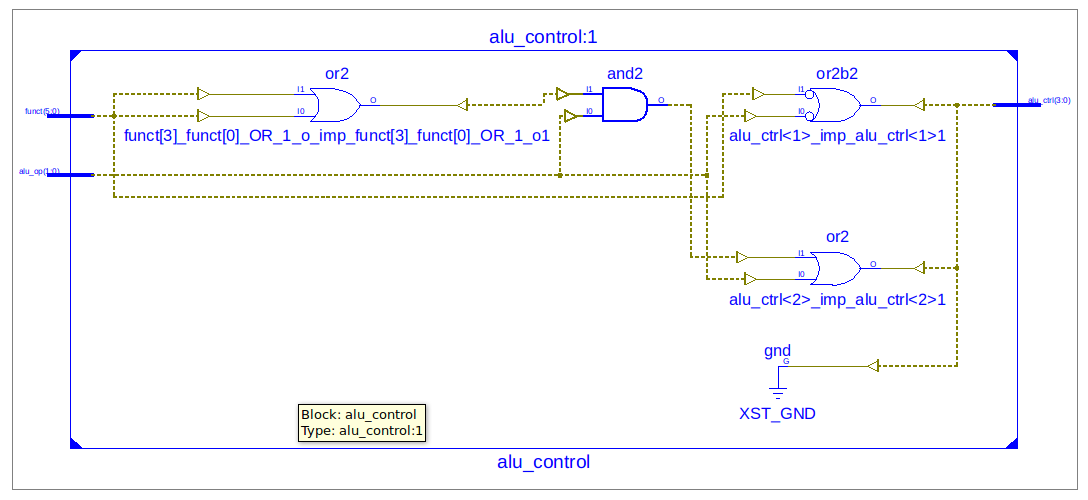 alu_control:1
or2
and2
or2b2
I1
I0
O
I1
I0
O
I1
I0
O
funct(5:0)
alu_ctrl(3:0)
funct[3]_funct[0]_OR_1_o_imp_funct[3]_funct[0]_OR_1_o1
alu_ctrl<1>_imp_alu_ctrl<1>1
alu_op(1:0)
or2
I1
I0
O
alu_ctrl<2>_imp_alu_ctrl<2>1
gnd
G
XST_GND
Block: alu_control
Type: alu_control:1
alu_control